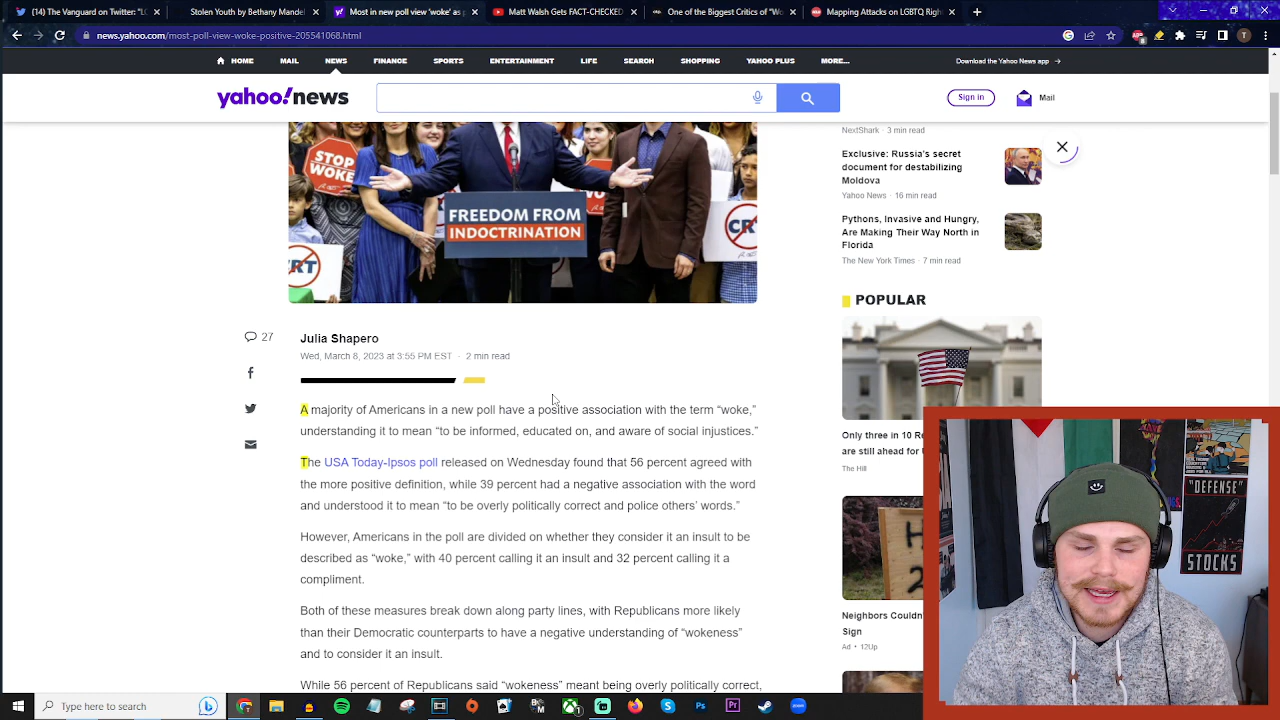 (14) The Vanguard on Twitter: "L
Stolen Youth by Bethany Mandel
Most in new poll view 'woke' as
Matt Walsh Gets FACT-CHECKED
One of the Biggest Critics of "Wo
Mapping Attacks on LGBTQ Righ
news.yahoo.com/most-poll-view-woke-positive-205541068.html
HOME MAIL NEWS FINANCE SPORTS ENTERTAINMENT LIFE SEARCH SHOPPING YAHOO PLUS MORE...
Download the Yahoo News app
yahoo!news
Sign in
Mail
STOP WOKE
FREEDOM FROM
INDOCTRINATION
CRT
CRT
NextShark · 3 min read
Exclusive: Russia's secret
document for destabilizing
Moldova
Yahoo News · 16 min read
Pythons, Invasive and Hungry,
Are Making Their Way North in
Florida
The New York Times · 7 min read
POPULAR
27
Julia Shapero
Wed, March 8, 2023 at 3:55 PM EST · 2 min read
A majority of Americans in a new poll have a positive association with the term “woke,”
understanding it to mean “to be informed, educated on, and aware of social injustices.”
The USA Today-Ipsos poll released on Wednesday found that 56 percent agreed with
the more positive definition, while 39 percent had a negative association with the word
and understood it to mean “to be overly politically correct and police others’ words.”
However, Americans in the poll are divided on whether they consider it an insult to be
described as “woke,” with 40 percent calling it an insult and 32 percent calling it a
compliment.
Both of these measures break down along party lines, with Republicans more likely
than their Democratic counterparts to have a negative understanding of “wokeness”
and to consider it an insult.
While 56 percent of Republicans said “wokeness” meant being overly politically correct,
Only three in 10 R
are still ahead for
The Hill
Neighbors Couldn
Sign
Ad • 12Up
"DEFENSE"
STOCKS
Type here to search